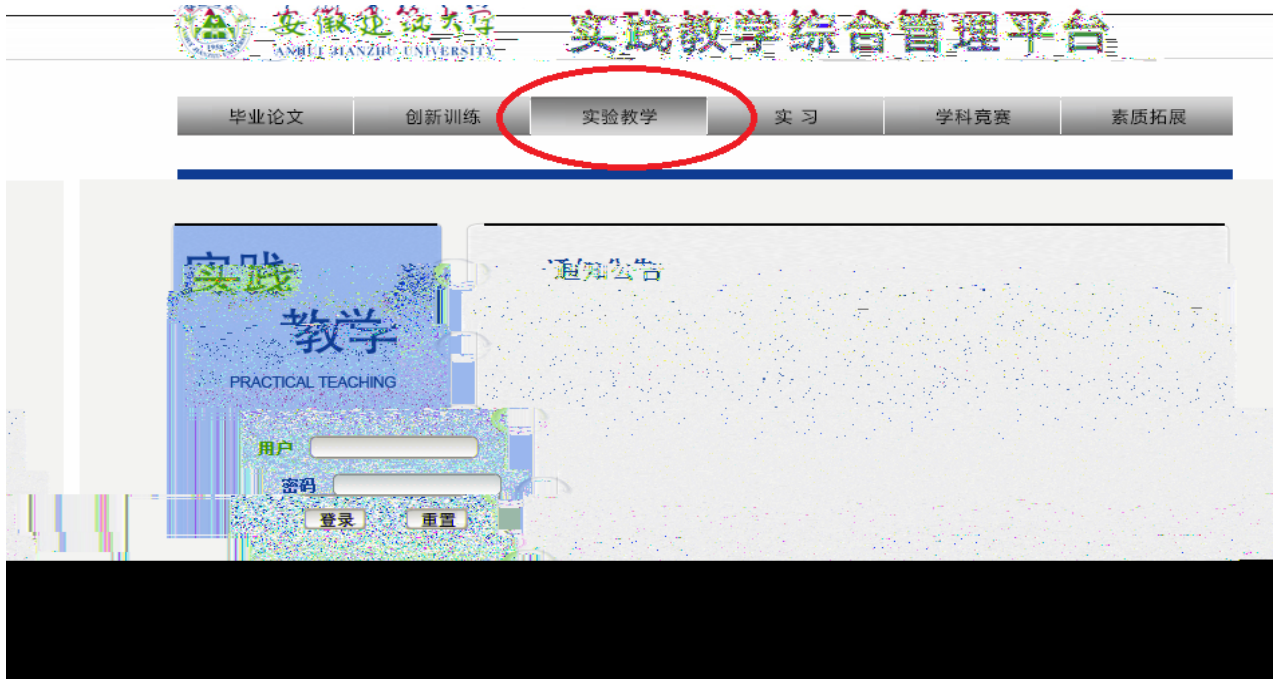 安徽建筑大学
ANHUI JIANZHU UNIVERSITY
实践教学综合管理平台
毕业论文 创新训练 实验教学 实 习 学科竞赛 素质拓展
实践
教学
PRACTICAL TEACHING
通知公告
用户
密码
登录 重置